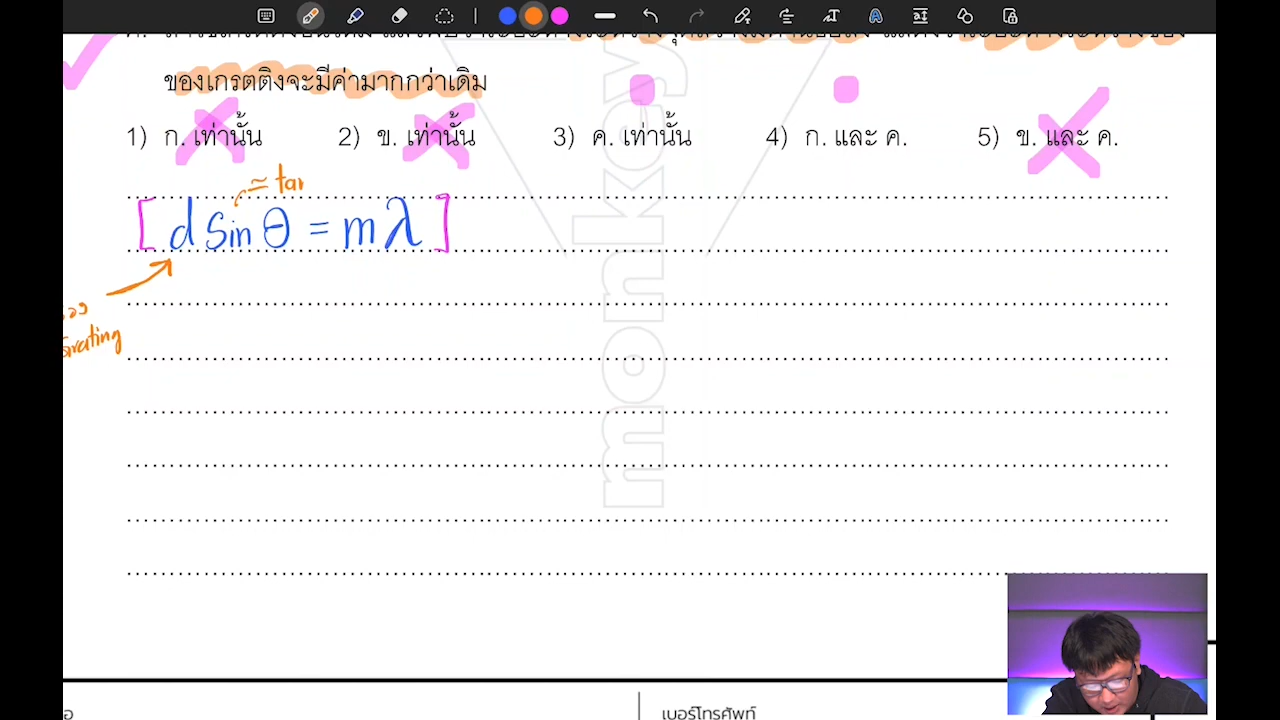 ของเกรตติงจะมีค่ามากกว่าเดิม
1) ก. เท่านั้น 2) ข. เท่านั้น 3) ค. เท่านั้น 4) ก. และ ค. 5) ข. และ ค.
≈ tan
[ d Sin θ = m λ ]
monkey
เบอร์โทรศัพท์